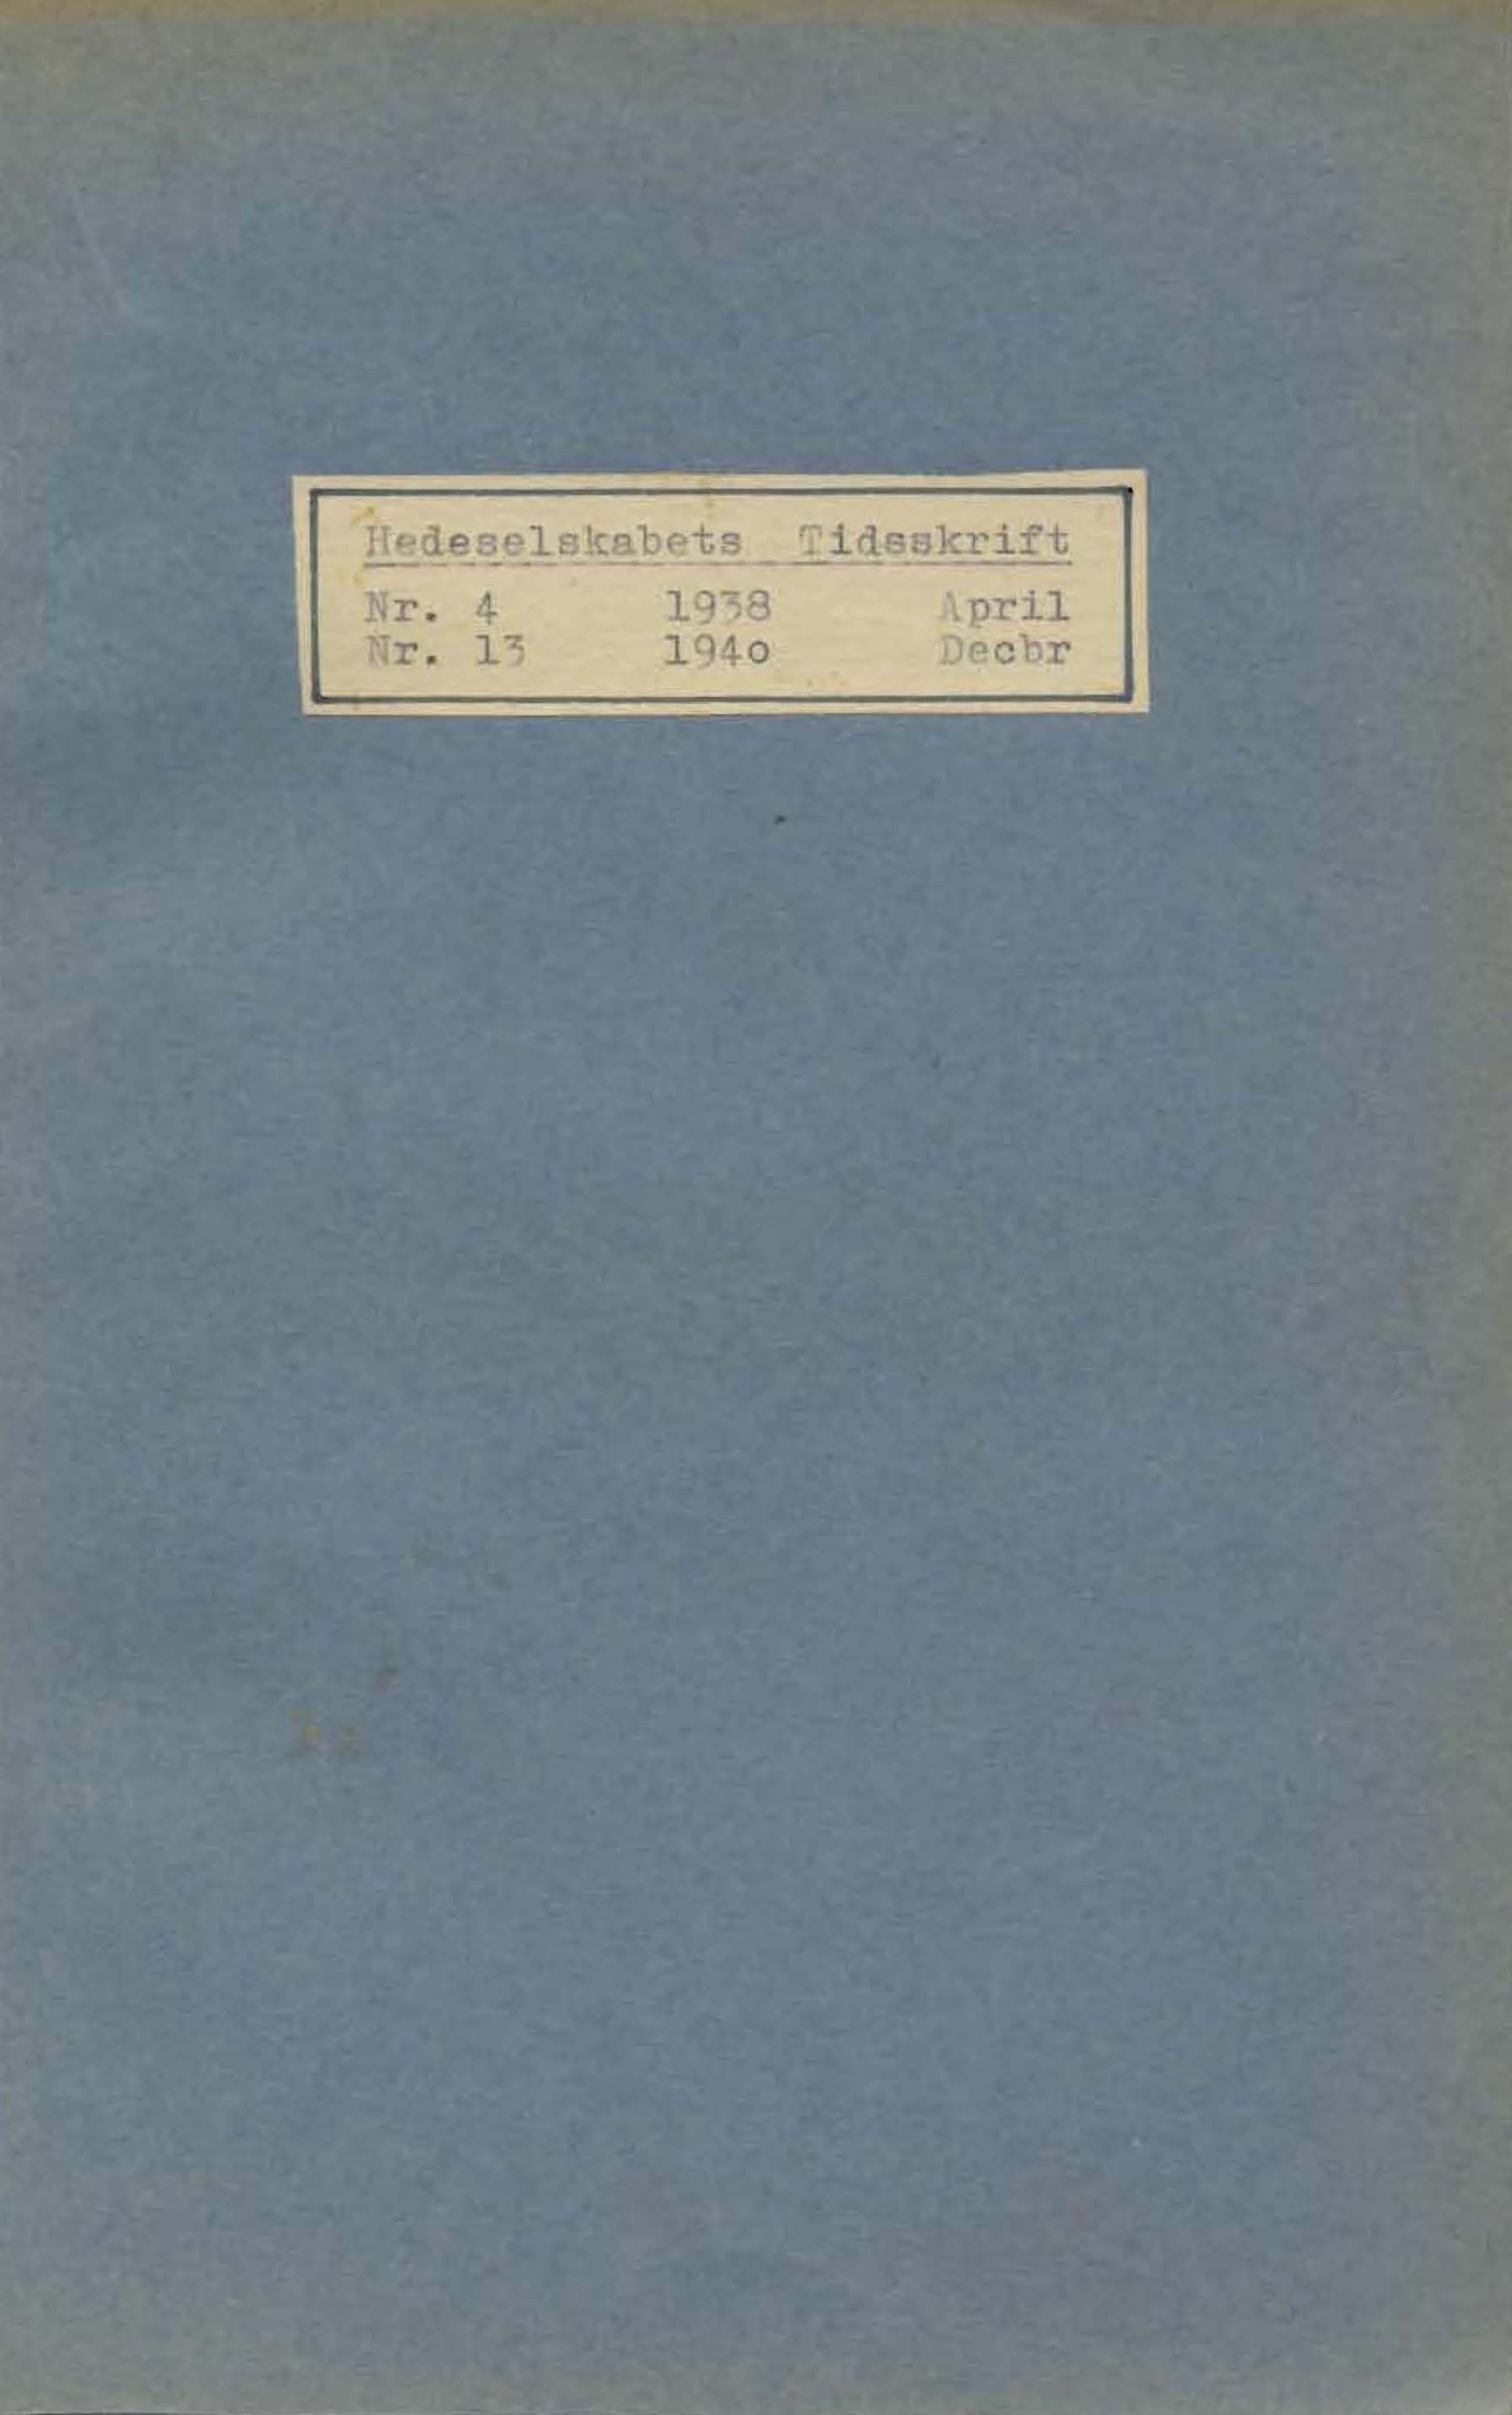 Hedeselskabets Tidsskrift
Nr. 4 1938 April
Nr. 13 194o Decbr